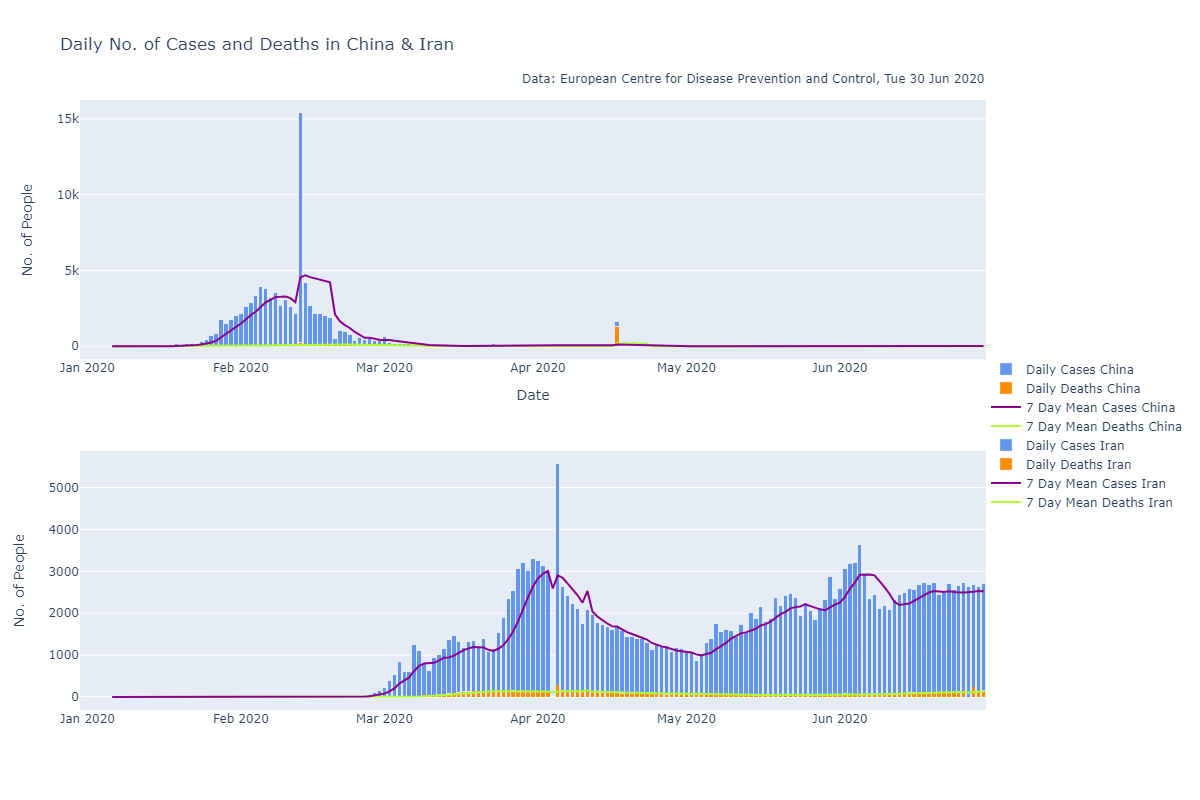 Daily No. of Cases and Deaths in China & Iran
Data: European Centre for Disease Prevention and Control, Tue 30 Jun 2020
15k
10k
5k
0
No. of People
Jan 2020
Feb 2020
Mar 2020
Apr 2020
May 2020
Jun 2020
Date
Daily Cases China
Daily Deaths China
7 Day Mean Cases China
7 Day Mean Deaths China
Daily Cases Iran
Daily Deaths Iran
7 Day Mean Cases Iran
7 Day Mean Deaths Iran
5000
4000
3000
2000
1000
0
No. of People
Jan 2020
Feb 2020
Mar 2020
Apr 2020
May 2020
Jun 2020